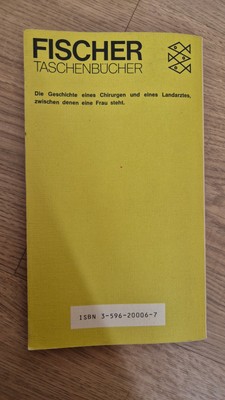 FISCHER
TASCHENBÜCHER
Die Geschichte eines Chirurgen und eines Landarztes,
zwischen denen eine Frau steht.
ISBN 3-596-20006-7